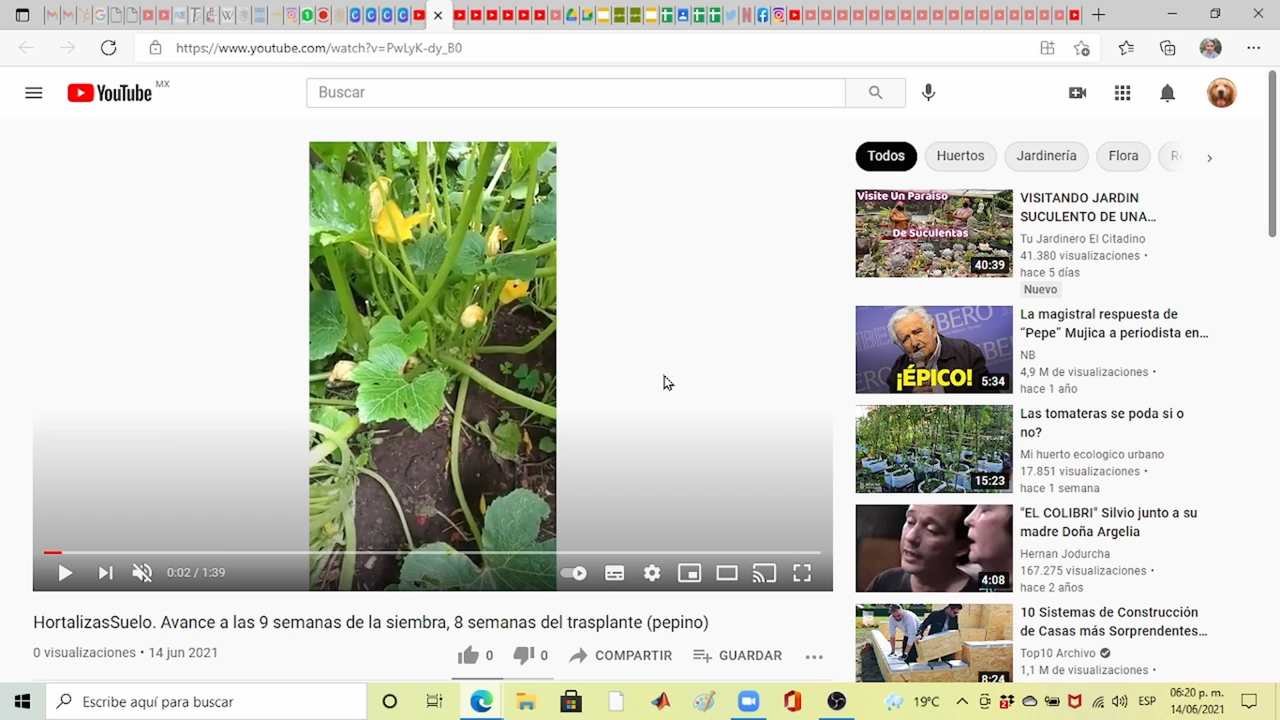 https://www.youtube.com/watch?v=PwLyK-dy_B0
YouTube MX
Buscar
Todos
Huertos
Jardinería
Flora
Visite Un Paraíso
De Suculentas
40:39
VISITANDO JARDIN
SUCULENTO DE UNA...
Tu Jardinero El Citadino
41.380 visualizaciones •
hace 5 días
Nuevo
¡ÉPICO!
5:34
La magistral respuesta de
“Pepe” Mujica a periodista en...
NB
4,9 M de visualizaciones •
hace 1 año
15:23
Las tomateras se poda si o
no?
Mi huerto ecologico urbano
17.851 visualizaciones •
hace 1 semana
4:08
"EL COLIBRI" Silvio junto a su
madre Doña Argelia
Hernan Jodurcha
167.275 visualizaciones •
hace 2 años
8:24
10 Sistemas de Construcción
de Casas más Sorprendentes...
Top10 Archivo
1,1 M de visualizaciones •
0:02 / 1:39
HortalizasSuelo. Avance a las 9 semanas de la siembra, 8 semanas del trasplante (pepino)
0 visualizaciones • 14 jun 2021
0
0
COMPARTIR
GUARDAR
Escribe aquí para buscar
19°C
ESP
06:20 p. m.
14/06/2021